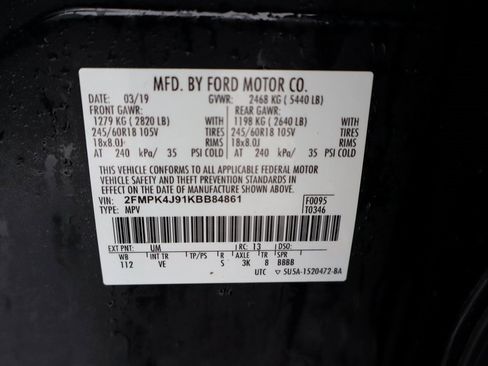 MFD. BY FORD MOTOR CO.
DATE: 03/19 GVWR: 2468 KG ( 5440 LB)
FRONT GAWR: REAR GAWR:
1279 KG ( 2820 LB) WITH 1198 KG ( 2640 LB) WITH
245/60R18 105V TIRES 245/60R18 105V TIRES
18x8.0J RIMS 18x8.0J RIMS
AT 240 kPa/ 35 PSI COLD AT 240 kPa/ 35 PSI COLD
THIS VEHICLE CONFORMS TO ALL APPLICABLE FEDERAL MOTOR
VEHICLE SAFETY AND THEFT PREVENTION STANDARDS IN
EFFECT ON THE DATE OF MANUFACTURE SHOWN ABOVE.
VIN: 2FMPK4J91KBB84861 F0095
TYPE: MPV T0346
EXT PNT: UM RC: 13 DSO:
WB INT TR TP/PS R AXLE TR SPR
112 VE S 3K 8 BBBB
UTC ▽ SU5A-1520472-BA